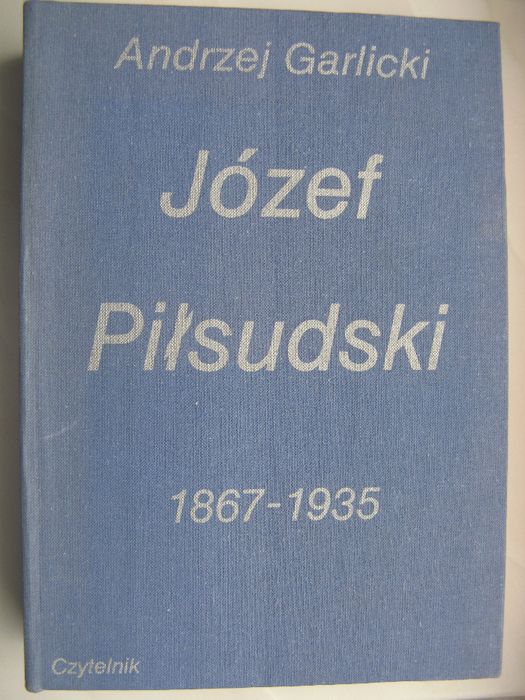 Andrzej Garlicki
Józef
Piłsudski
1867-1935
Czytelnik